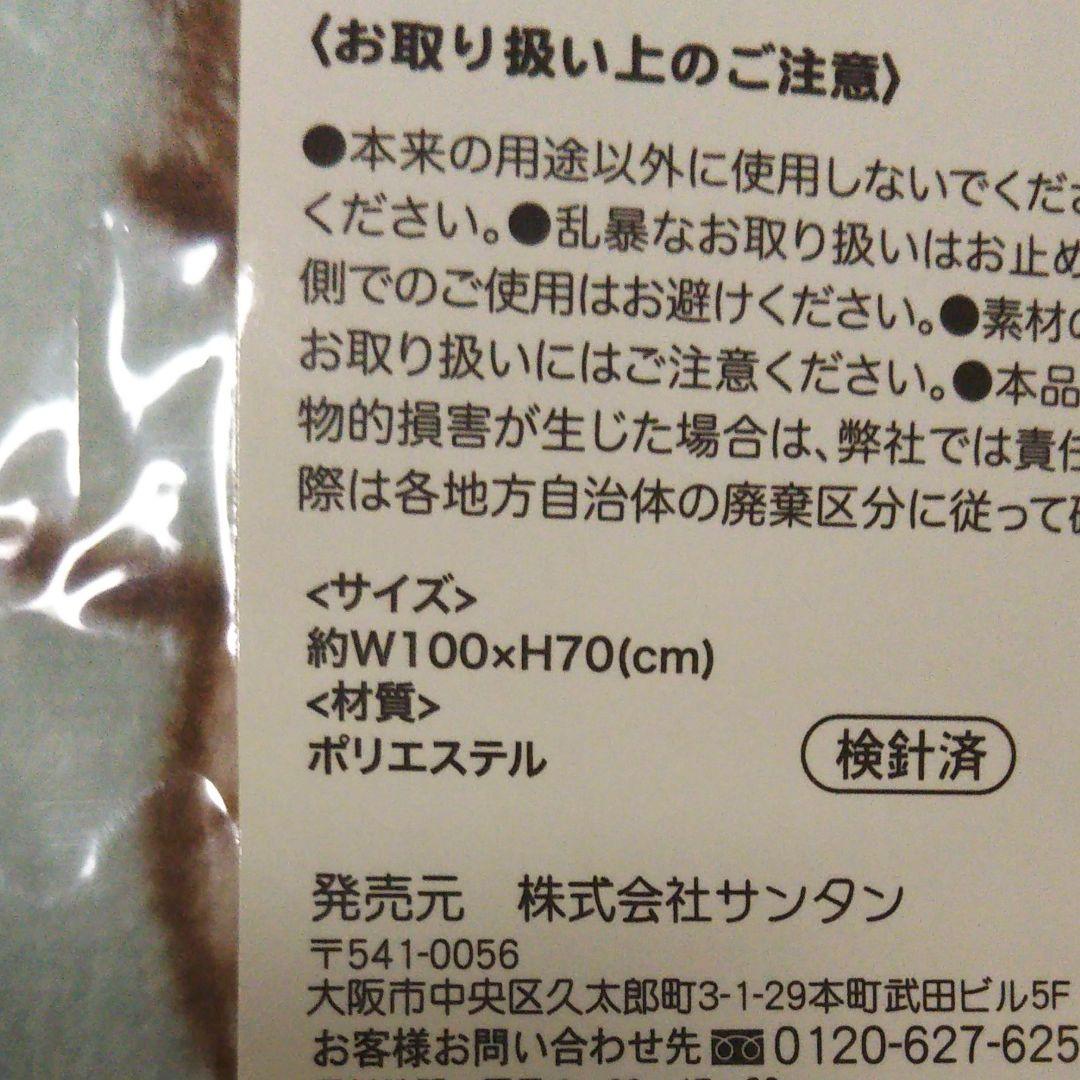 〈お取り扱い上のご注意〉
●本来の用途以外に使用しないでくださ
ください。●乱暴なお取り扱いはお止め
側でのご使用はお避けください。●素材の
お取り扱いにはご注意ください。●本品
物的損害が生じた場合は、弊社では責任
際は各地方自治体の廃棄区分に従って
<サイズ>
約W100×H70(cm)
<材質>
ポリエステル
検針済
発売元 株式会社サンタン
〒541-0056
大阪市中央区久太郎町3-1-29本町武田ビル5F
お客様お問い合わせ先 0120-627-625